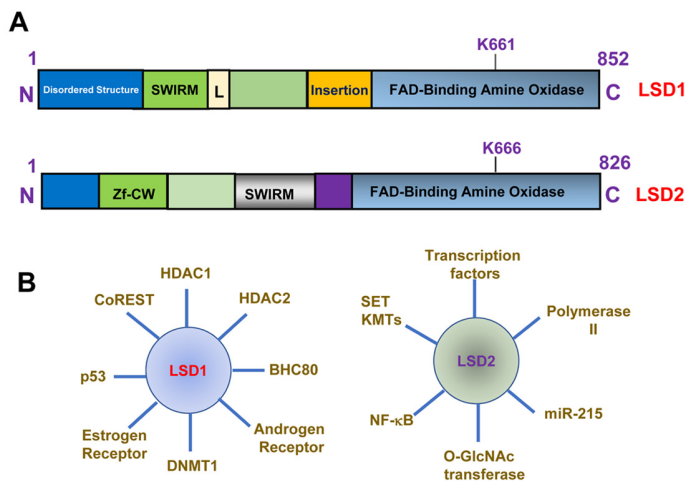 A
1
K661
852
N
Disordered Structure
SWIRM
L
Insertion
FAD-Binding Amine Oxidase
C
LSD1
1
K666
826
N
Zf-CW
SWIRM
FAD-Binding Amine Oxidase
C
LSD2
B
HDAC1
CoREST
HDAC2
p53
LSD1
BHC80
Estrogen
Receptor
Androgen
Receptor
DNMT1
Transcription
factors
SET
KMTs
Polymerase
II
LSD2
NF-κB
miR-215
O-GlcNAc
transferase